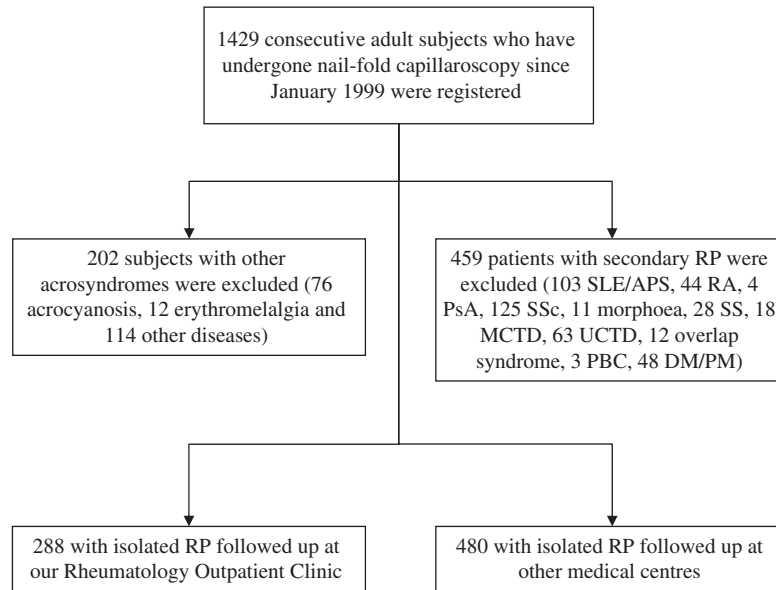 1429 consecutive adult subjects who have
undergone nail-fold capillaroscopy since
January 1999 were registered
202 subjects with other
acrosyndromes were excluded (76
acrocyanosis, 12 erythromelalgia and
114 other diseases)
459 patients with secondary RP were
excluded (103 SLE/APS, 44 RA, 4
PsA, 125 SSc, 11 morphoea, 28 SS, 18
MCTD, 63 UCTD, 12 overlap
syndrome, 3 PBC, 48 DM/PM)
288 with isolated RP followed up at
our Rheumatology Outpatient Clinic
480 with isolated RP followed up at
other medical centres